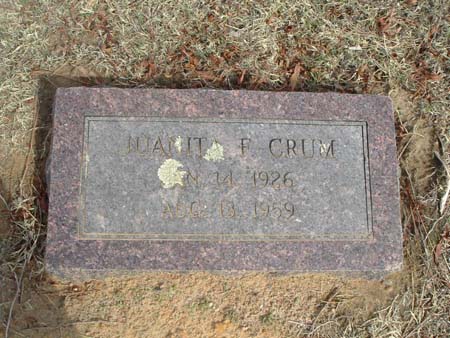 JUANITA F. CRUM
14, 1926
AUG. 13, 1959